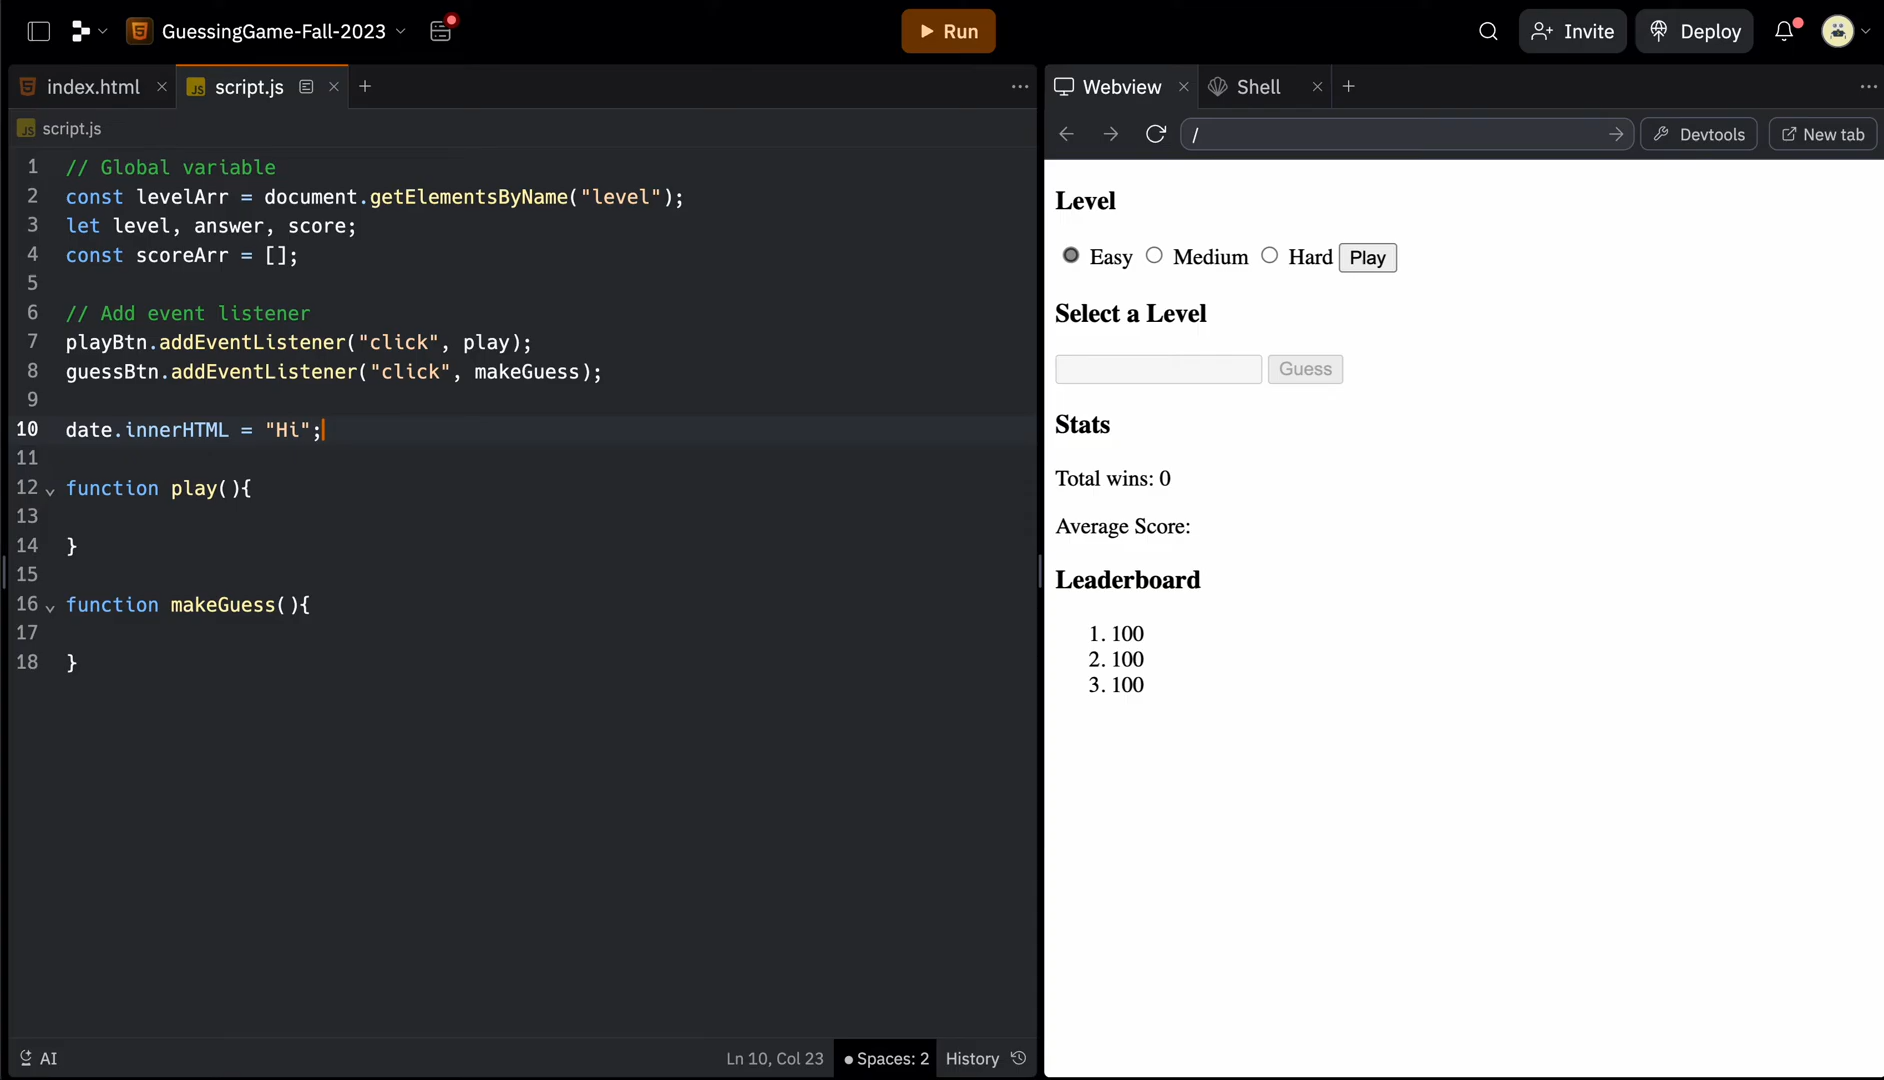 GuessingGame-Fall-2023
Run
Invite
Deploy
index.html
script.js
script.js
1 // Global variable
2 const levelArr = document.getElementsByName("level");
3 let level, answer, score;
4 const scoreArr = [];
5
6 // Add event listener
7 playBtn.addEventListener("click", play);
8 guessBtn.addEventListener("click", makeGuess);
9
10 date.innerHTML = "Hi";
11
12 function play(){
13
14 }
15
16 function makeGuess(){
17
18 }
AI
Ln 10, Col 23
Spaces: 2
History
Webview
Shell
/
Devtools
New tab
Level
Easy Medium Hard Play
Select a Level
Guess
Stats
Total wins: 0
Average Score:
Leaderboard
1. 100
2. 100
3. 100